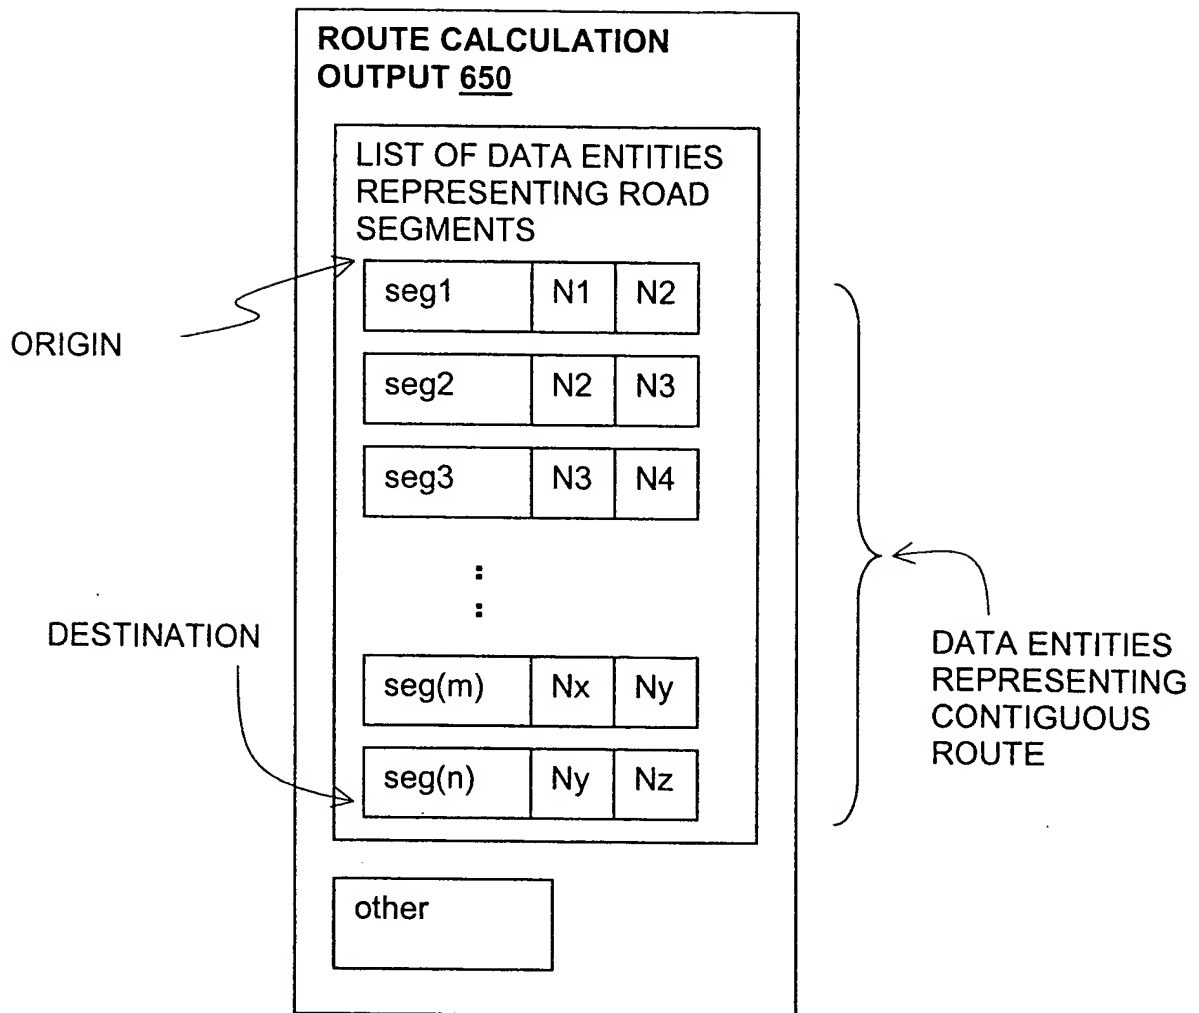 ROUTE CALCULATION
OUTPUT 650
LIST OF DATA ENTITIES
REPRESENTING ROAD
SEGMENTS
ORIGIN
seg1 N1 N2
seg2 N2 N3
seg3 N3 N4
:
:
DESTINATION
seg(m) Nx Ny
seg(n) Ny Nz
DATA ENTITIES
REPRESENTING
CONTIGUOUS
ROUTE
other